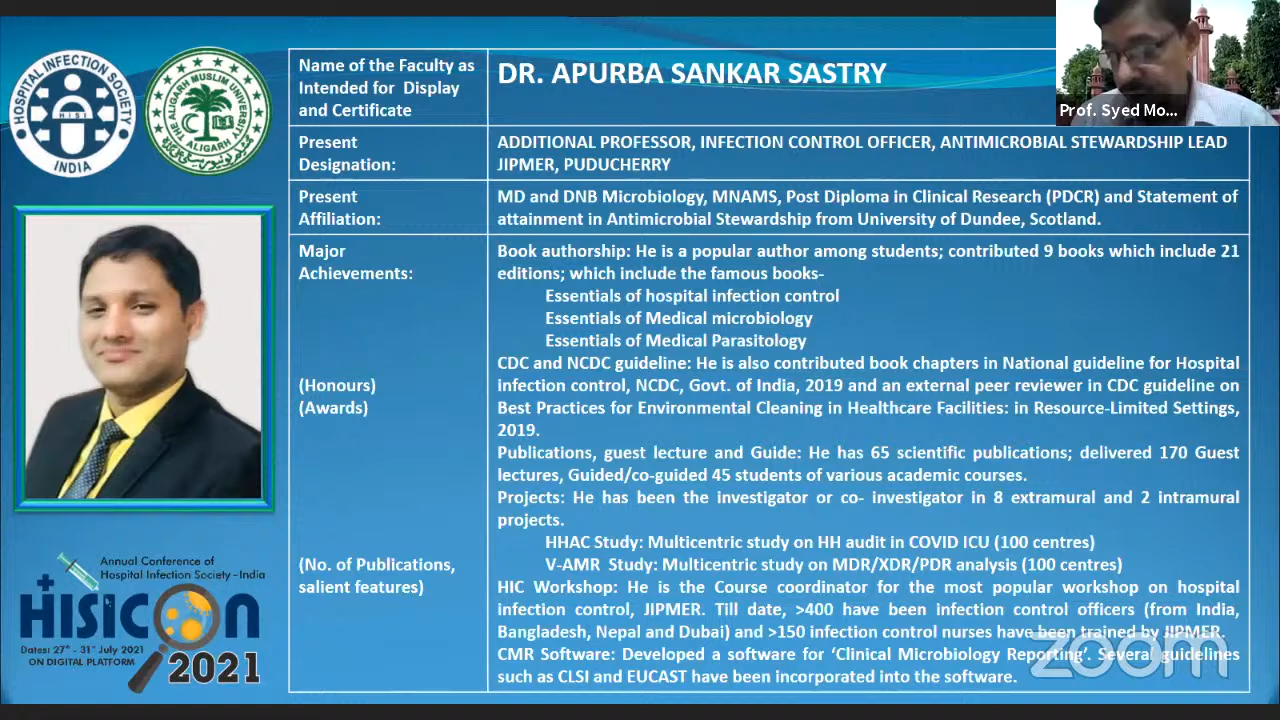 HOSPITAL INFECTION SOCIETY
HISI
INDIA
THE ALIGARH MUSLIM UNIVERSITY
ALIGARH
Name of the Faculty as
Intended for Display
and Certificate
DR. APURBA SANKAR SASTRY
Prof. Syed Mo...
Present
Designation:
ADDITIONAL PROFESSOR, INFECTION CONTROL OFFICER, ANTIMICROBIAL STEWARDSHIP LEAD
JIPMER, PUDUCHERRY
Present
Affiliation:
MD and DNB Microbiology, MNAMS, Post Diploma in Clinical Research (PDCR) and Statement of
attainment in Antimicrobial Stewardship from University of Dundee, Scotland.
Major
Achievements:
(Honours)
(Awards)
(No. of Publications,
salient features)
Book authorship: He is a popular author among students; contributed 9 books which include 21
editions; which include the famous books-
Essentials of hospital infection control
Essentials of Medical microbiology
Essentials of Medical Parasitology
CDC and NCDC guideline: He is also contributed book chapters in National guideline for Hospital
infection control, NCDC, Govt. of India, 2019 and an external peer reviewer in CDC guideline on
Best Practices for Environmental Cleaning in Healthcare Facilities: in Resource-Limited Settings,
2019.
Publications, guest lecture and Guide: He has 65 scientific publications; delivered 170 Guest
lectures, Guided/co-guided 45 students of various academic courses.
Projects: He has been the investigator or co- investigator in 8 extramural and 2 intramural
projects.
HHAC Study: Multicentric study on HH audit in COVID ICU (100 centres)
V-AMR Study: Multicentric study on MDR/XDR/PDR analysis (100 centres)
HIC Workshop: He is the Course coordinator for the most popular workshop on hospital
infection control, JIPMER. Till date, >400 have been infection control officers (from India,
Bangladesh, Nepal and Dubai) and >150 infection control nurses have been trained by JIPMER.
CMR Software: Developed a software for ‘Clinical Microbiology Reporting’. Several guidelines
such as CLSI and EUCAST have been incorporated into the software.
Annual Conference of
Hospital Infection Society -India
HISICON
Dates: 27th - 31st July 2021
ON DIGITAL PLATFORM
2021
zoom